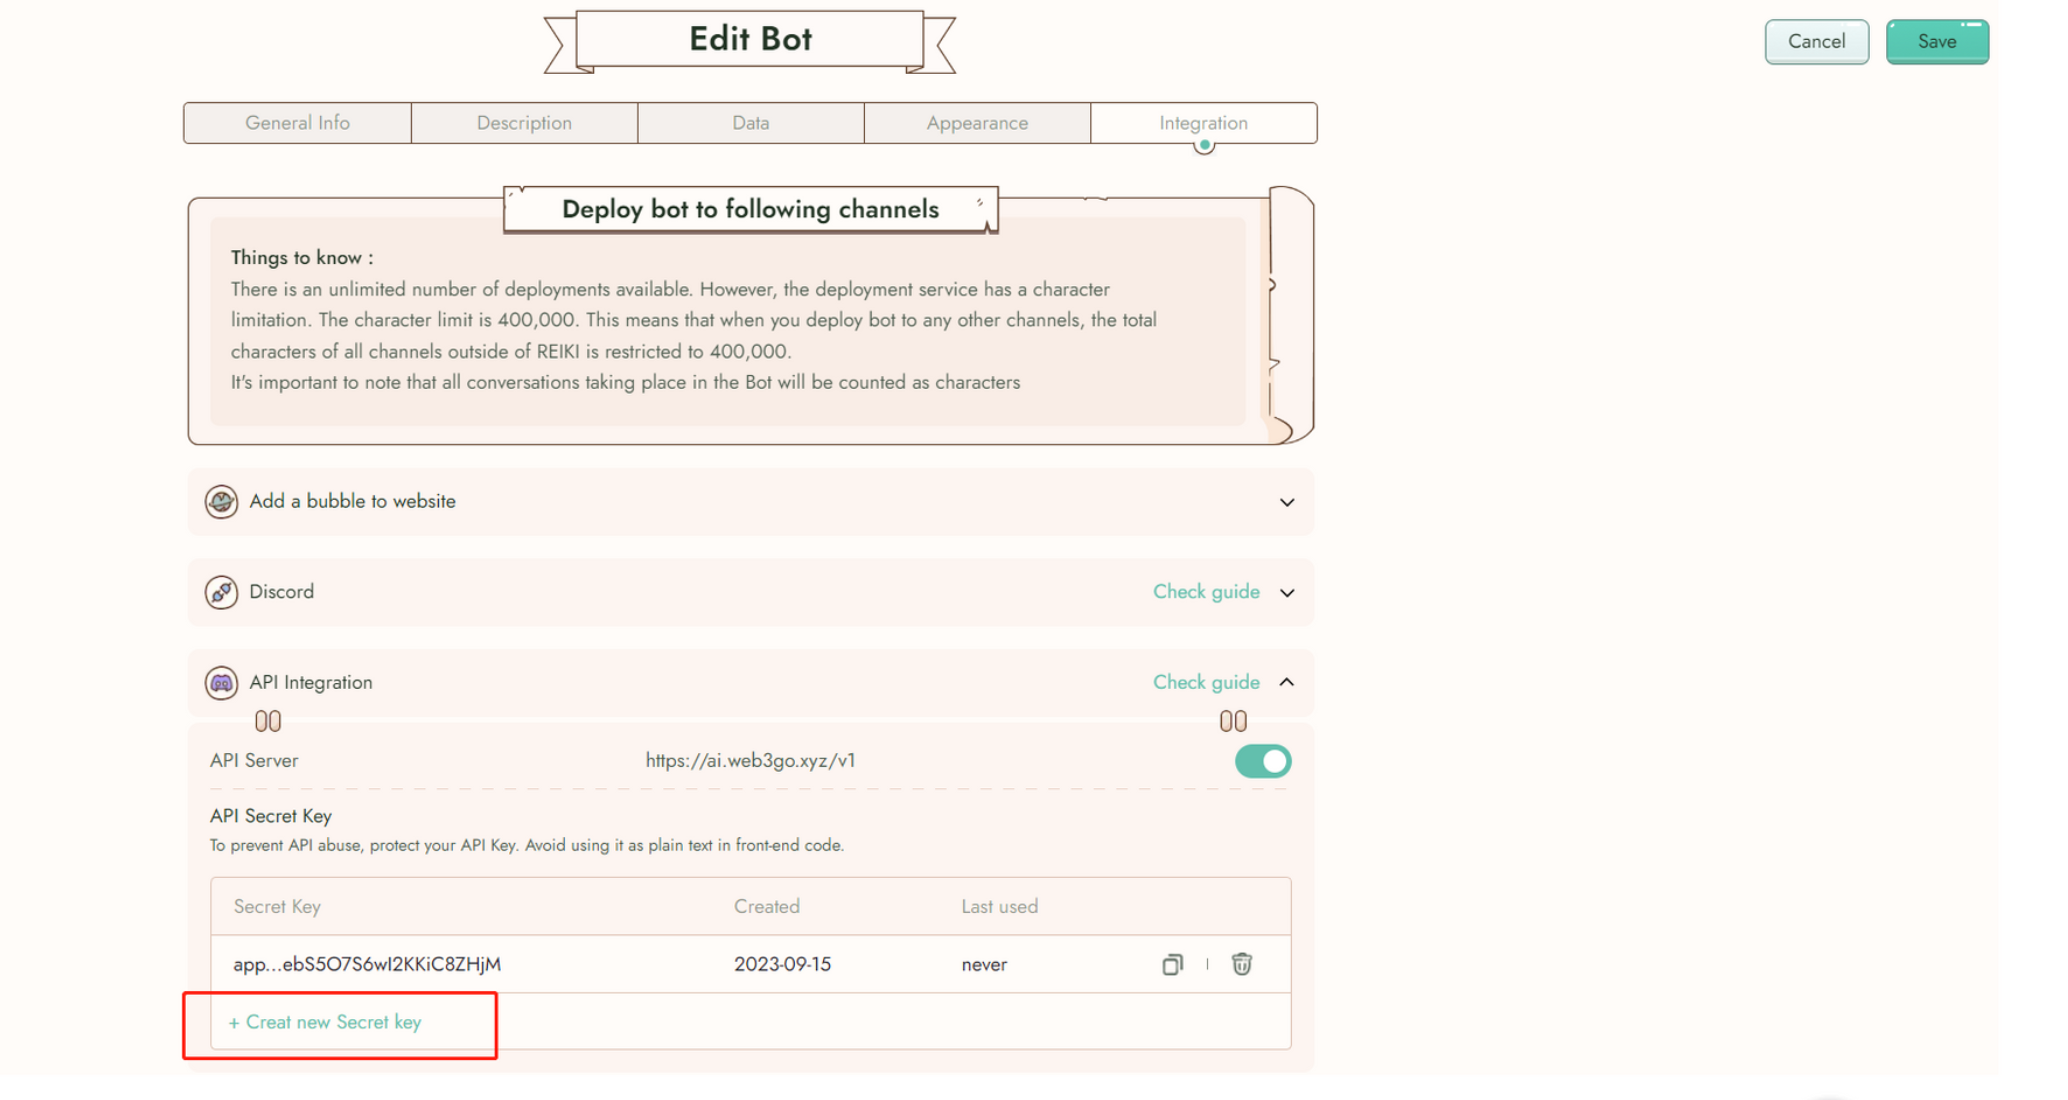 Edit Bot
Cancel
Save
General Info
Description
Data
Appearance
Integration
Deploy bot to following channels
Things to know :
There is an unlimited number of deployments available. However, the deployment service has a character
limitation. The character limit is 400,000. This means that when you deploy bot to any other channels, the total
characters of all channels outside of REIKI is restricted to 400,000.
It's important to note that all conversations taking place in the Bot will be counted as characters
Add a bubble to website
Discord
Check guide
API Integration
Check guide
API Server
https://ai.web3go.xyz/v1
API Secret Key
To prevent API abuse, protect your API Key. Avoid using it as plain text in front-end code.
Secret Key
Created
Last used
app...ebS5O7S6wI2KKiC8ZHjM
2023-09-15
never
+ Creat new Secret key